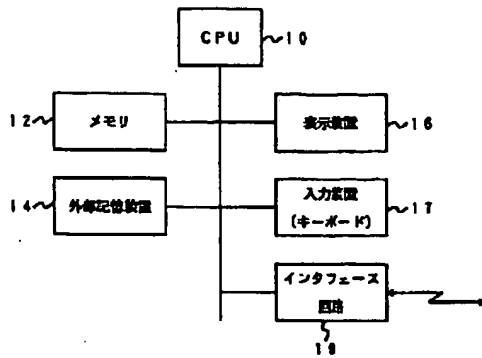 CPU
10
12
メモリ
表示装置
16
14
外部記憶装置
入力装置
(キーボード)
17
インタフェース
回路
19